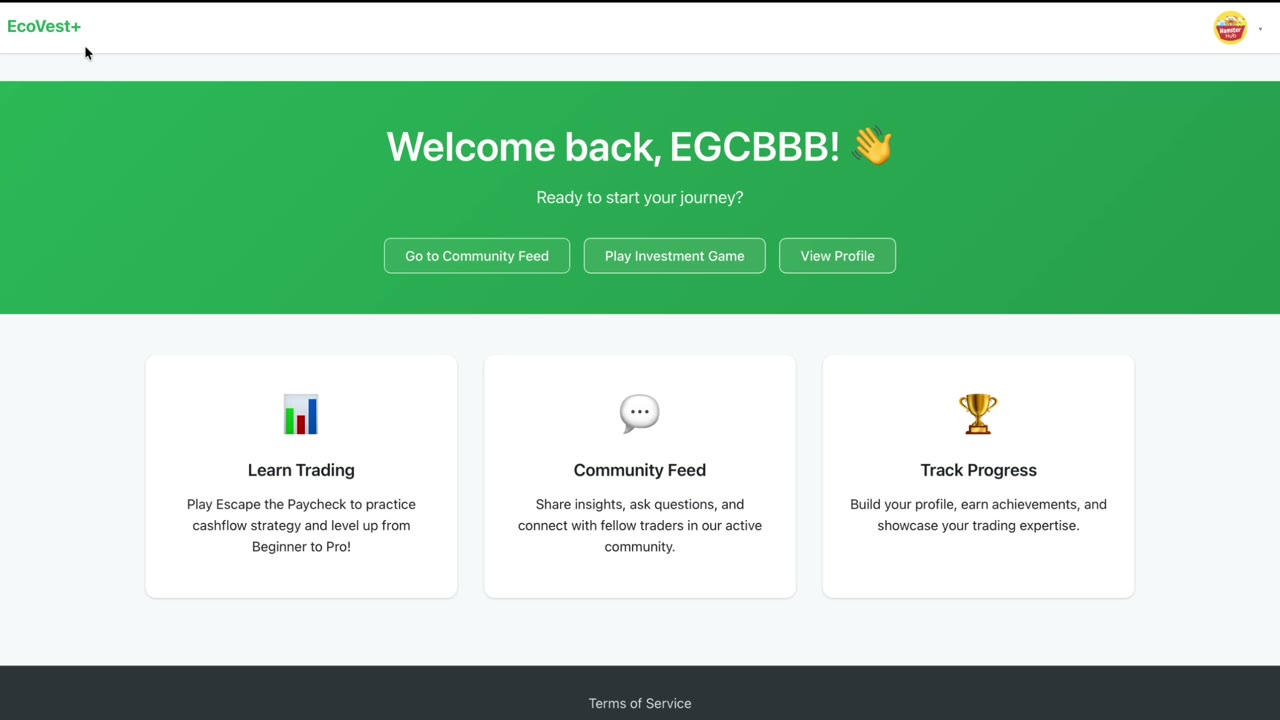 EcoVest+
Hamster
Hub
Welcome back, EGCBBB! 👋
Ready to start your journey?
Go to Community Feed
Play Investment Game
View Profile
Learn Trading
Play Escape the Paycheck to practice
cashflow strategy and level up from
Beginner to Pro!
Community Feed
Share insights, ask questions, and
connect with fellow traders in our active
community.
Track Progress
Build your profile, earn achievements, and
showcase your trading expertise.
Terms of Service